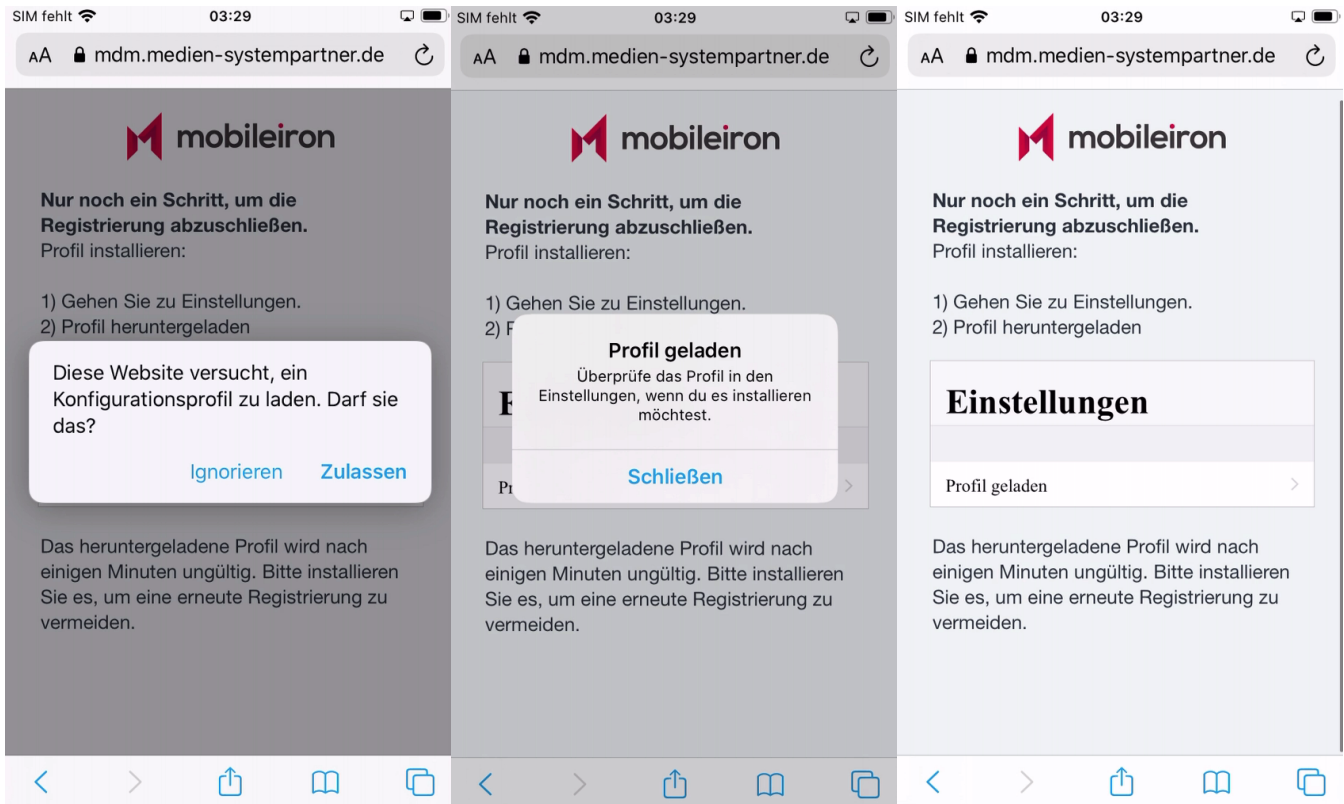 SIM fehlt 03:29
AA mdm.medien-systempartner.de
mobileiron
Nur noch ein Schritt, um die
Registrierung abzuschließen.
Profil installieren:
1) Gehen Sie zu Einstellungen.
2) Profil heruntergeladen
Diese Website versucht, ein
Konfigurationsprofil zu laden. Darf sie
das?
Ignorieren Zulassen
Das heruntergeladene Profil wird nach
einigen Minuten ungültig. Bitte installieren
Sie es, um eine erneute Registrierung zu
vermeiden.
SIM fehlt 03:29
AA mdm.medien-systempartner.de
mobileiron
Nur noch ein Schritt, um die
Registrierung abzuschließen.
Profil installieren:
1) Gehen Sie zu Einstellungen.
2)
Profil geladen
Überprüfe das Profil in den
Einstellungen, wenn du es installieren
möchtest.
Schließen
Das heruntergeladene Profil wird nach
einigen Minuten ungültig. Bitte installieren
Sie es, um eine erneute Registrierung zu
vermeiden.
SIM fehlt 03:29
AA mdm.medien-systempartner.de
mobileiron
Nur noch ein Schritt, um die
Registrierung abzuschließen.
Profil installieren:
1) Gehen Sie zu Einstellungen.
2) Profil heruntergeladen
Einstellungen
Profil geladen
Das heruntergeladene Profil wird nach
einigen Minuten ungültig. Bitte installieren
Sie es, um eine erneute Registrierung zu
vermeiden.